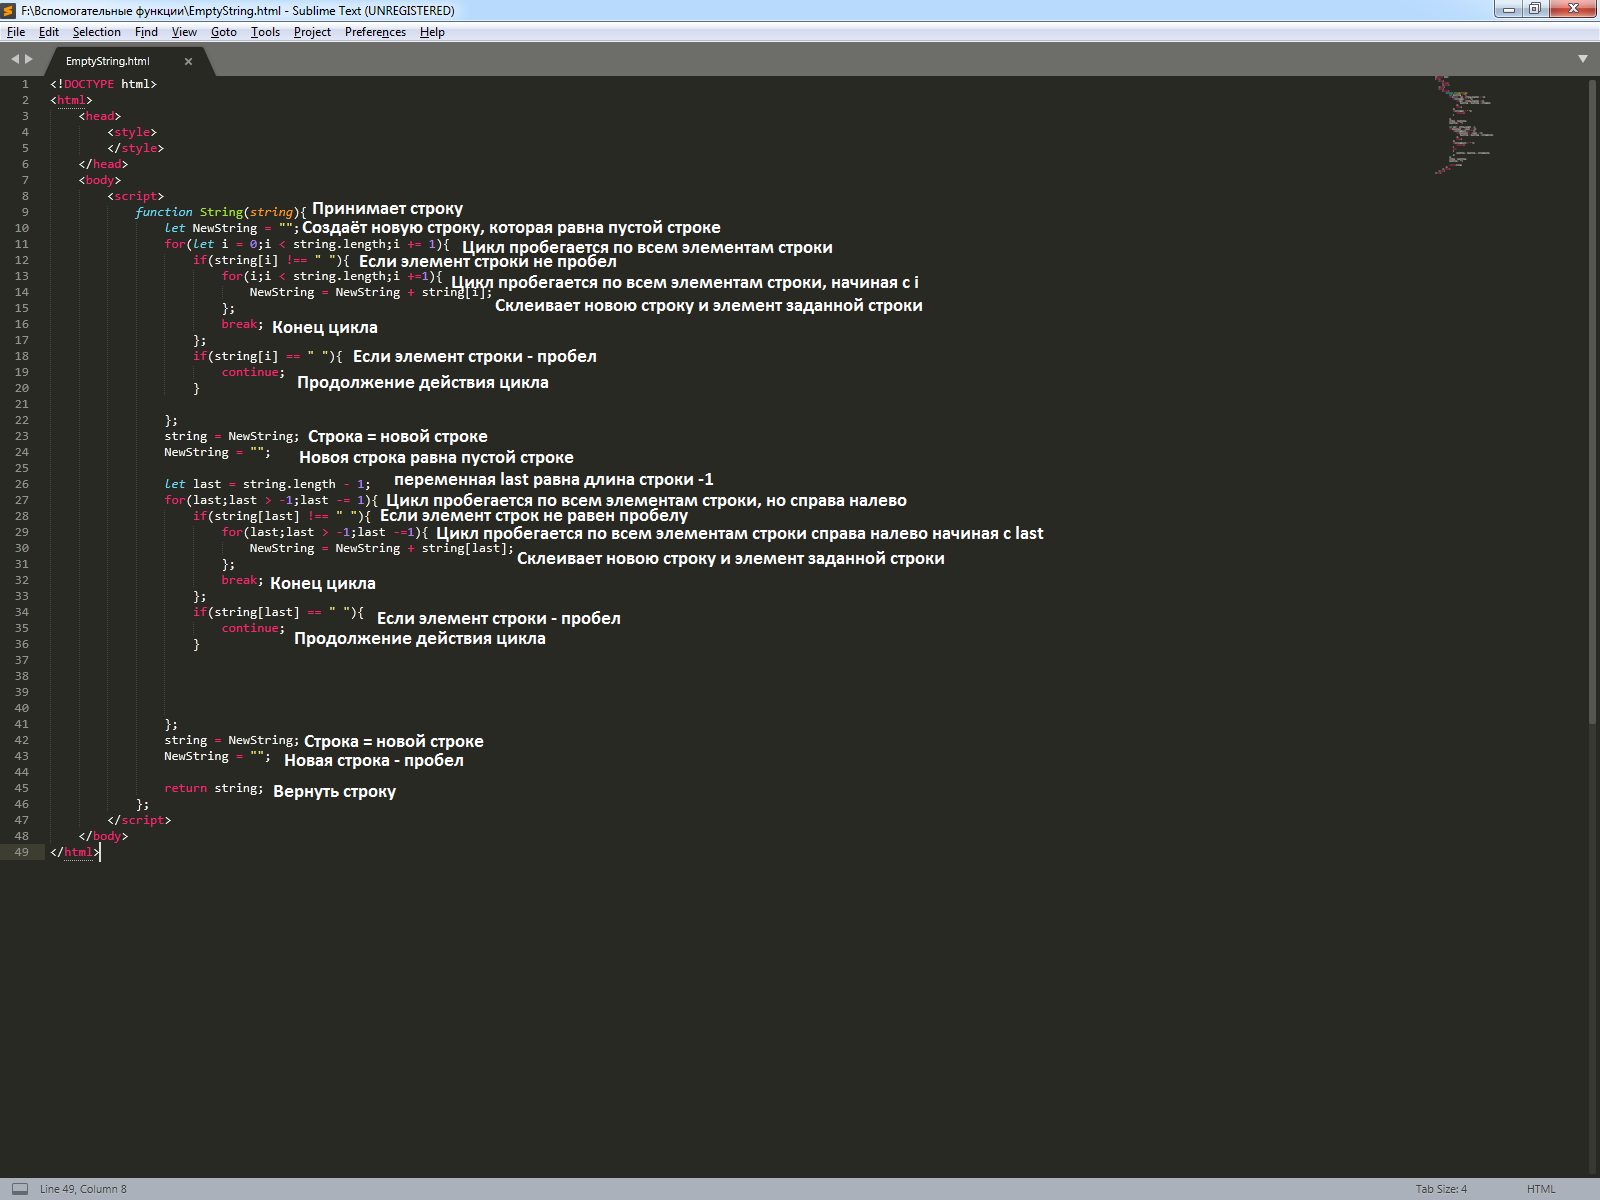 F:\Вспомогательные функции\EmptyString.html - Sublime Text (UNREGISTERED)
File Edit Selection Find View Goto Tools Project Preferences Help
EmptyString.html
1 <!DOCTYPE html>
2 <html>
3 <head>
4 <style>
5 </style>
6 </head>
7 <body>
8 <script>
9 function String(string){ Принимает строку
10 let NewString = ""; Создаёт новую строку, которая равна пустой строке
11 for(let i = 0;i < string.length;i += 1){ Цикл пробегается по всем элементам строки
12 if(string[i] !== " "){ Если элемент строки не пробел
13 for(i;i < string.length;i +=1){ Цикл пробегается по всем элементам строки, начиная с i
14 NewString = NewString + string[i];
15 }; Склеивает новою строку и элемент заданной строки
16 break; Конец цикла
17 };
18 if(string[i] == " "){ Если элемент строки - пробел
19 continue; Продолжение действия цикла
20 }
21
22 };
23 string = NewString; Строка = новой строке
24 NewString = ""; Новоя строка равна пустой строке
25
26 let last = string.length - 1; переменная last равна длина строки -1
27 for(last;last > -1;last -= 1){ Цикл пробегается по всем элементам строки, но справа налево
28 if(string[last] !== " "){ Если элемент строк не равен пробелу
29 for(last;last > -1;last -=1){ Цикл пробегается по всем элементам строки справа налево начиная с last
30 NewString = NewString + string[last];
31 }; Склеивает новою строку и элемент заданной строки
32 break; Конец цикла
33 };
34 if(string[last] == " "){ Если элемент строки - пробел
35 continue; Продолжение действия цикла
36 }
37
38
39
40
41 };
42 string = NewString; Строка = новой строке
43 NewString = ""; Новая строка - пробел
44
45 return string; Вернуть строку
46 };
47 </script>
48 </body>
49 </html>
Line 49, Column 8 Tab Size: 4 HTML